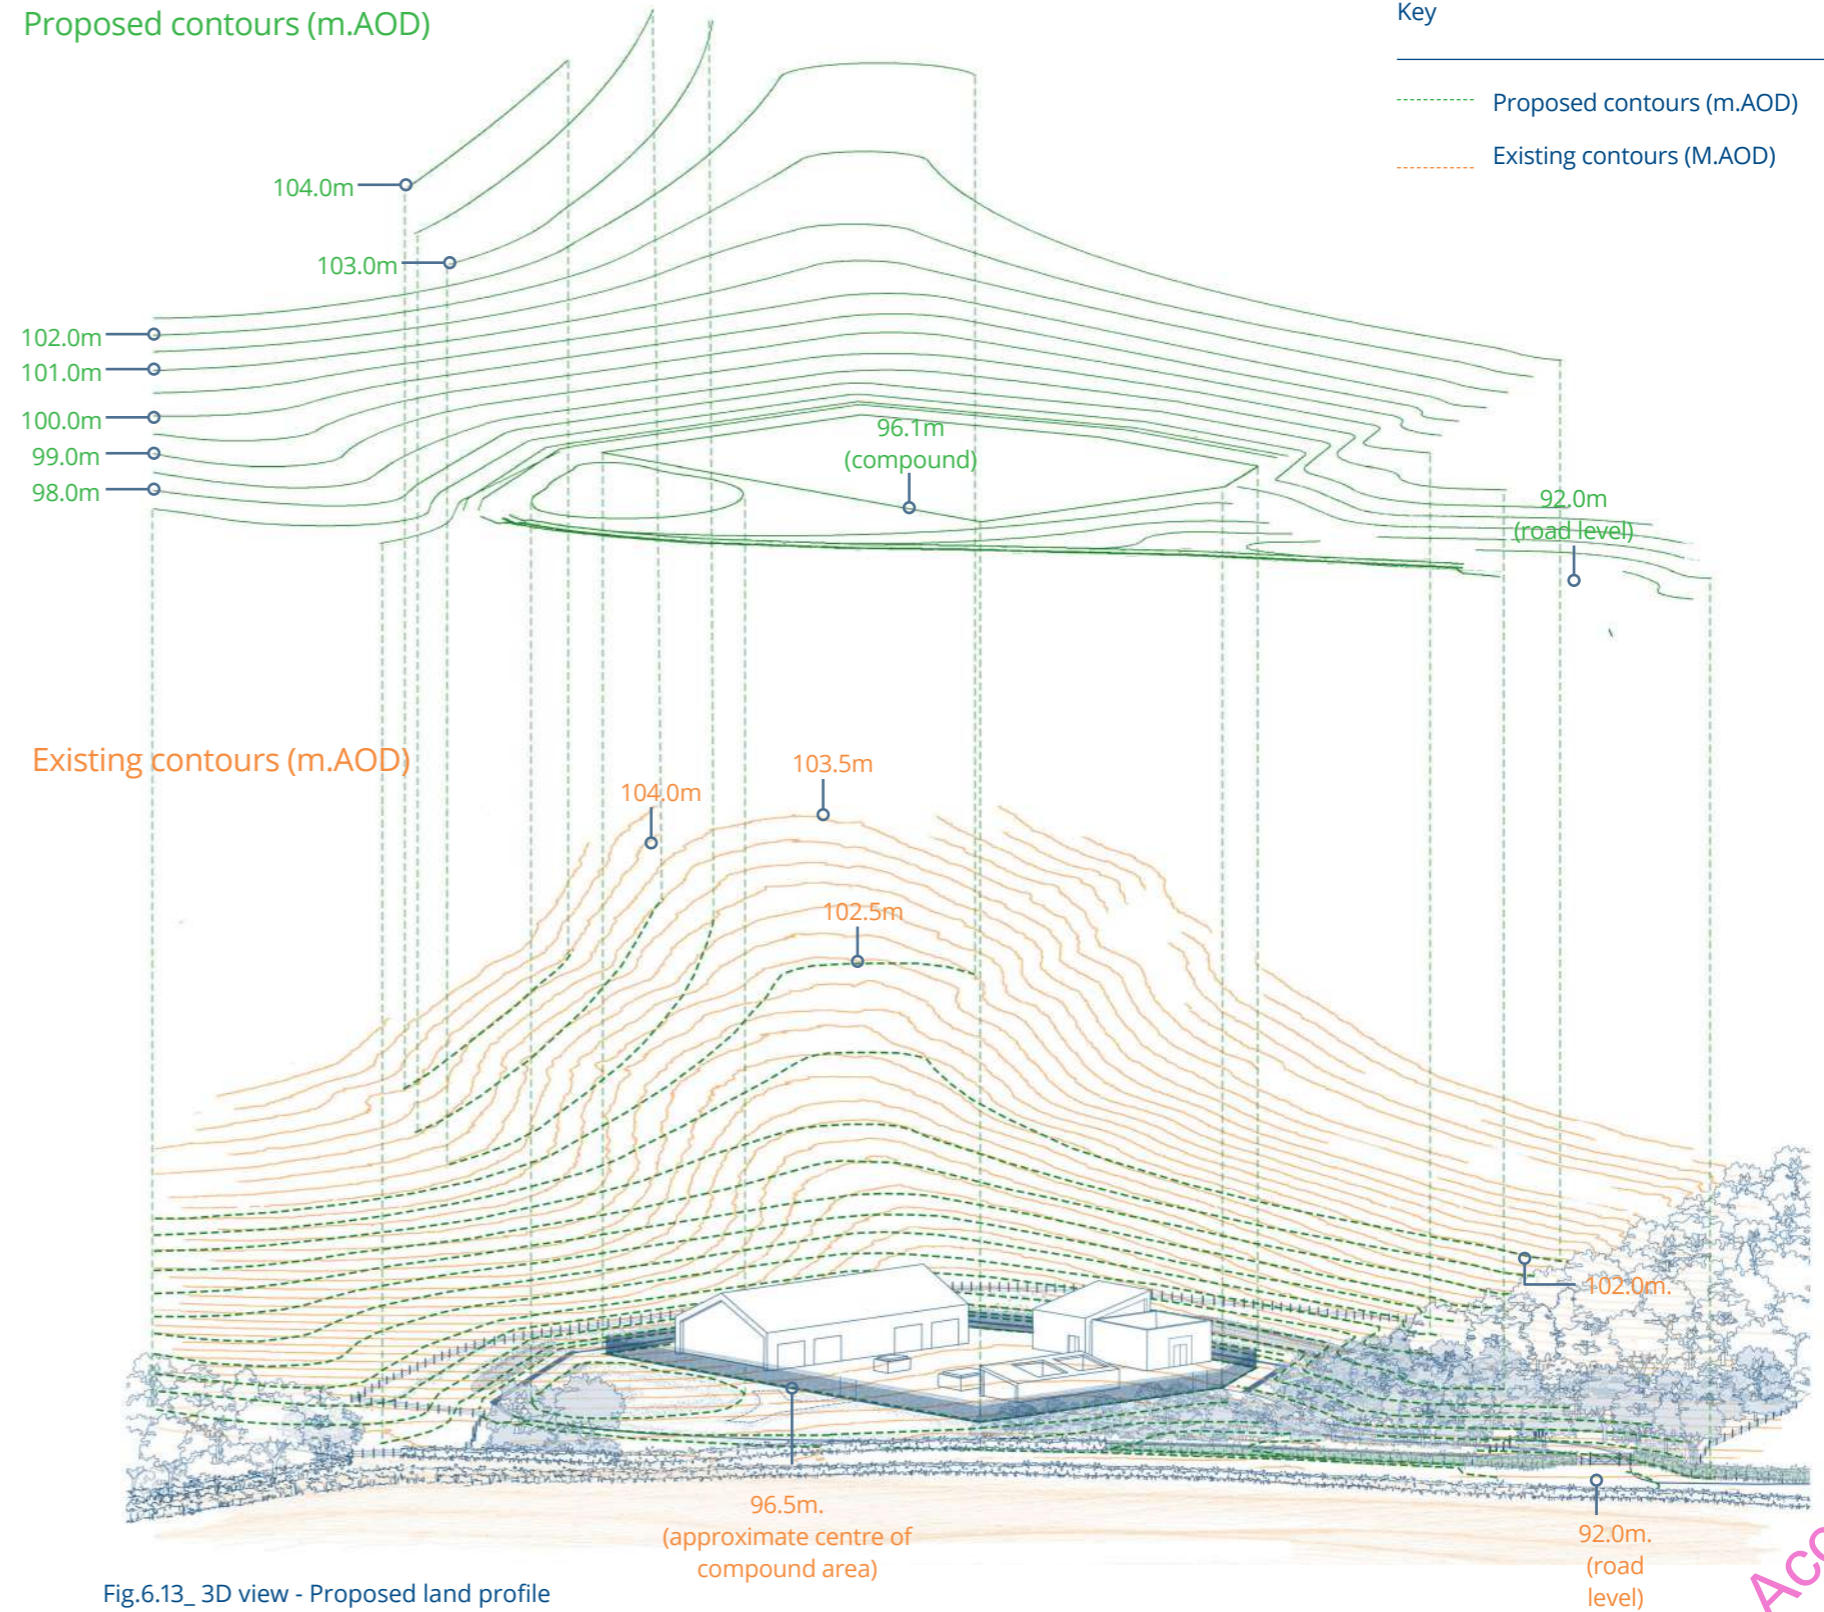 Proposed contours (m.AOD)
Key
Proposed contours (m.AOD)
Existing contours (M.AOD)
104.0m
103.0m
102.0m
101.0m
100.0m
99.0m
98.0m
96.1m
(compound)
92.0m
(road level)
Existing contours (m.AOD)
104.0m
103.5m
102.5m
102.0m.
96.5m.
(approximate centre of
compound area)
92.0m.
(road
level)
Fig.6.13_ 3D view - Proposed land profile